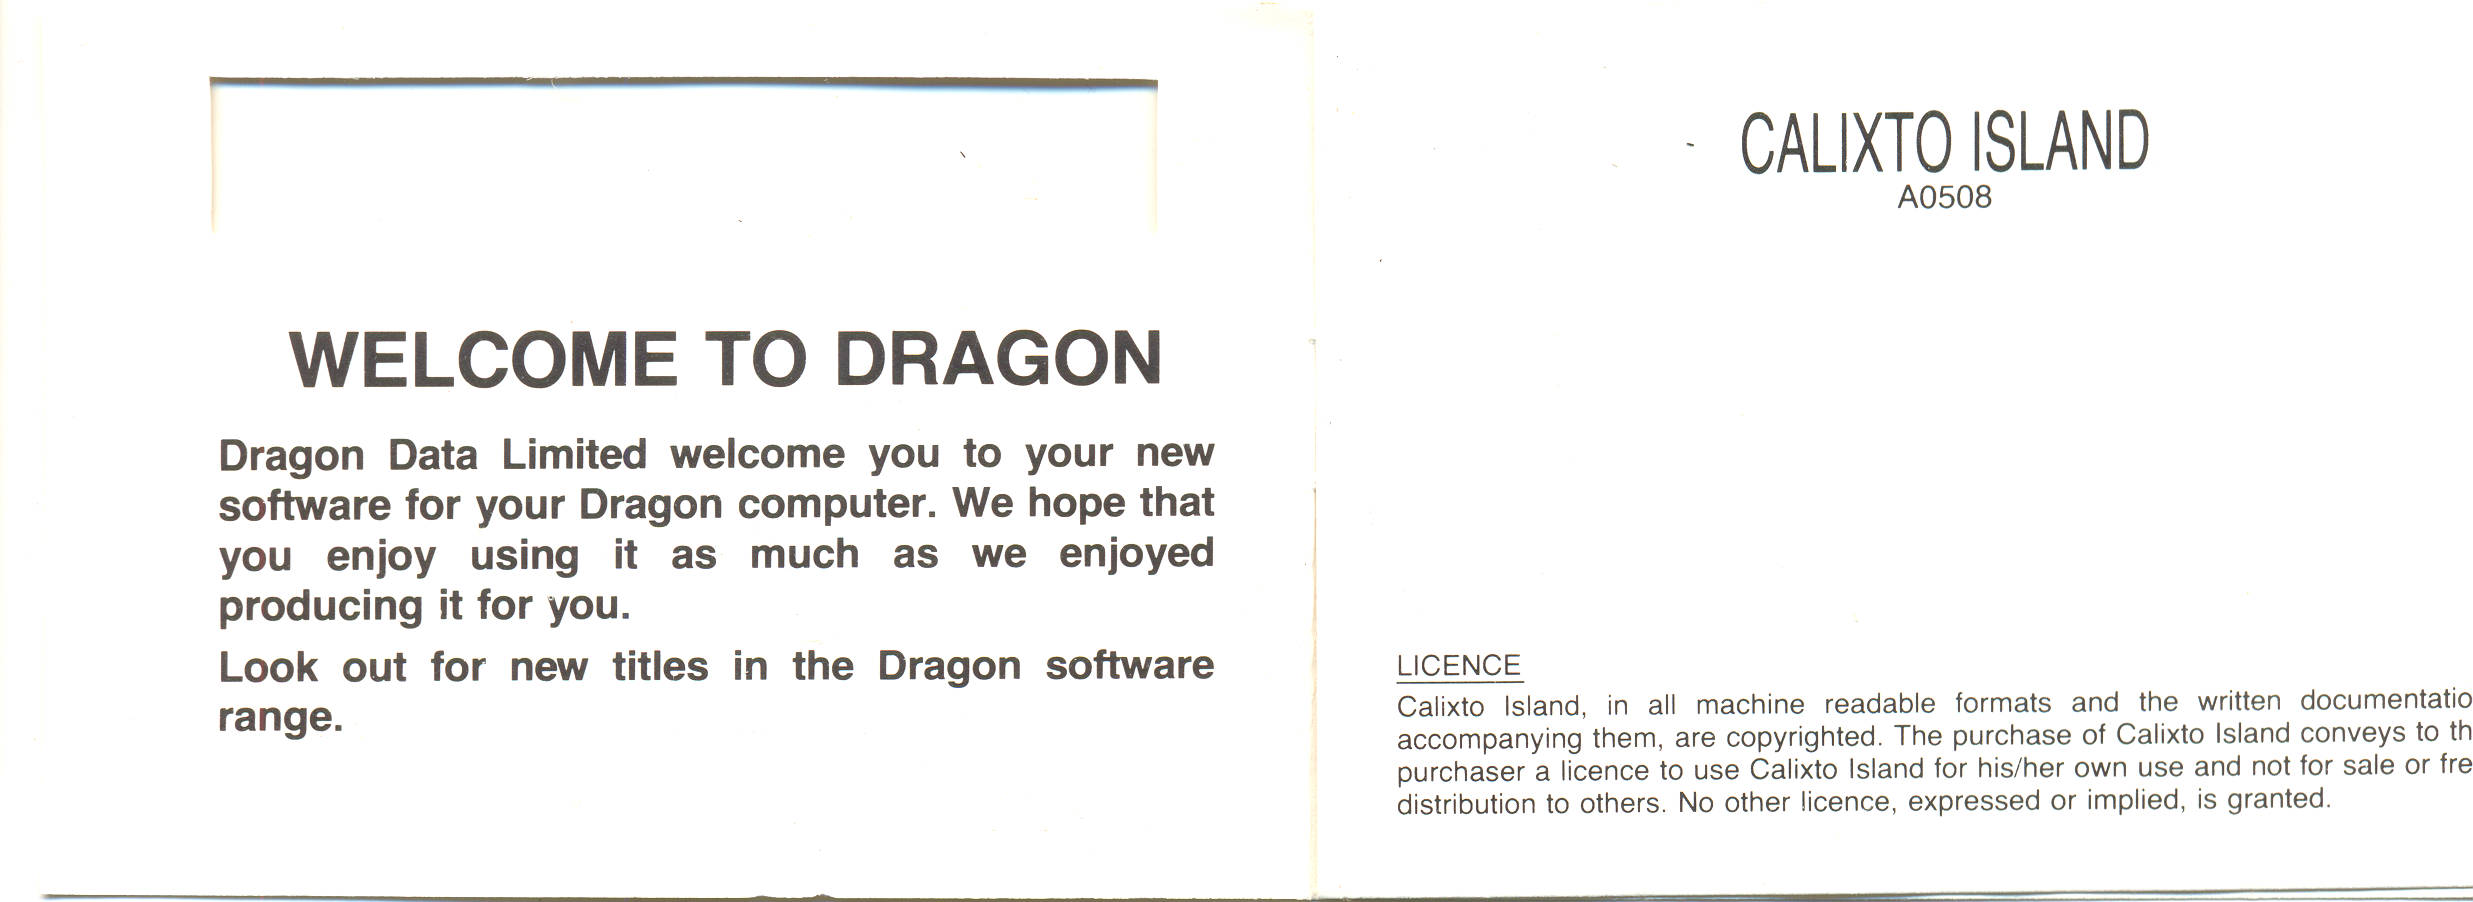 WELCOME TO DRAGON
Dragon Data Limited welcome you to your new
software for your Dragon computer. We hope that
you enjoy using it as much as we enjoyed
producing it for you.
Look out for new titles in the Dragon software
range.
CALIXTO ISLAND
A0508
LICENCE
Calixto Island, in all machine readable formats and the written documentatio
accompanying them, are copyrighted. The purchase of Calixto Island conveys to th
purchaser a licence to use Calixto Island for his/her own use and not for sale or fre
distribution to others. No other licence, expressed or implied, is granted.